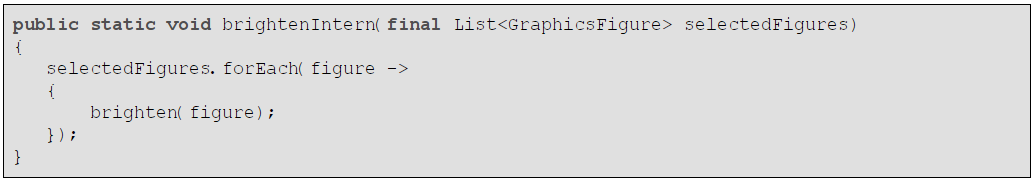 public static void brightenIntern( final List<GraphicsFigure> selectedFigures)
{
selectedFigures.forEach( figure ->
{
brighten( figure);
});
}